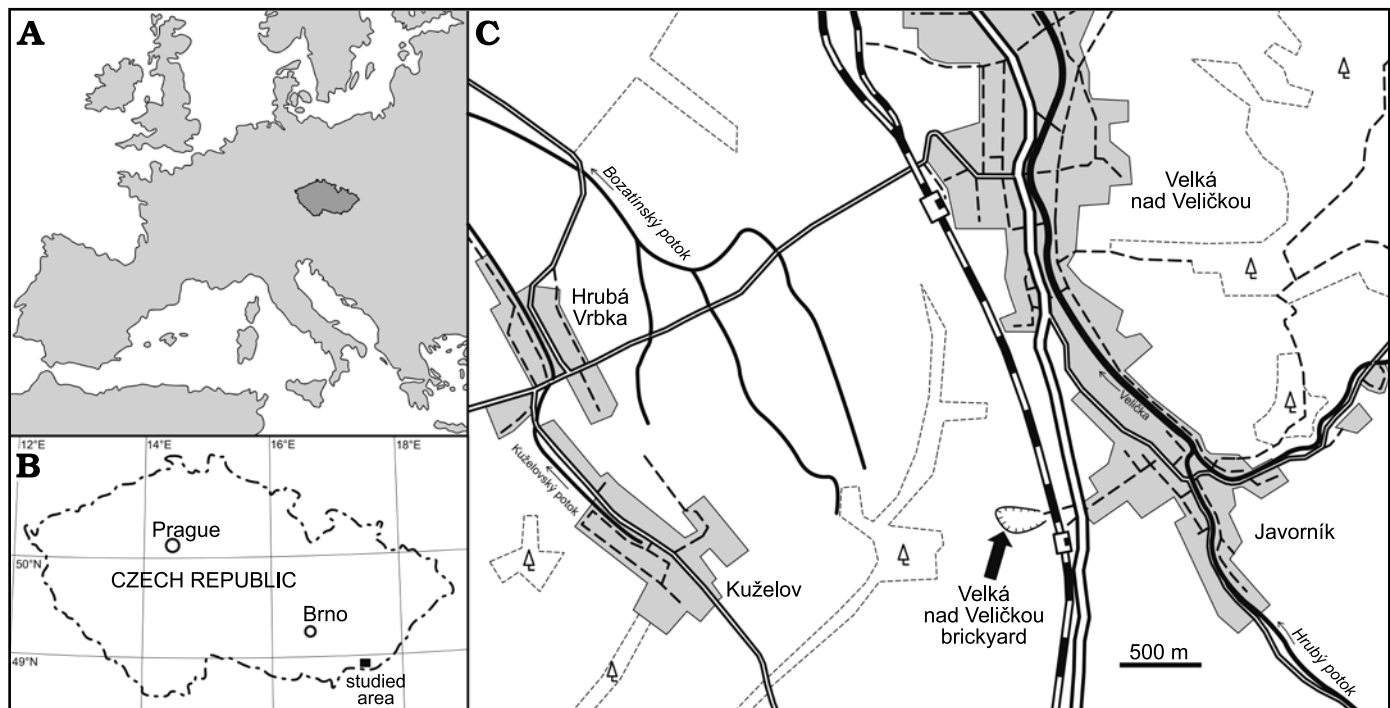 A
B
12°E
14°E
16°E
18°E
Prague
50°N
CZECH REPUBLIC
Brno
49°N
studied
area
C
Bozatínský potok
Velká
nad Veličkou
Hrubá
Vrbka
Velička
Kuželovský potok
Kuželov
Javorník
Velká
nad Veličkou
brickyard
500 m
Hrubý potok